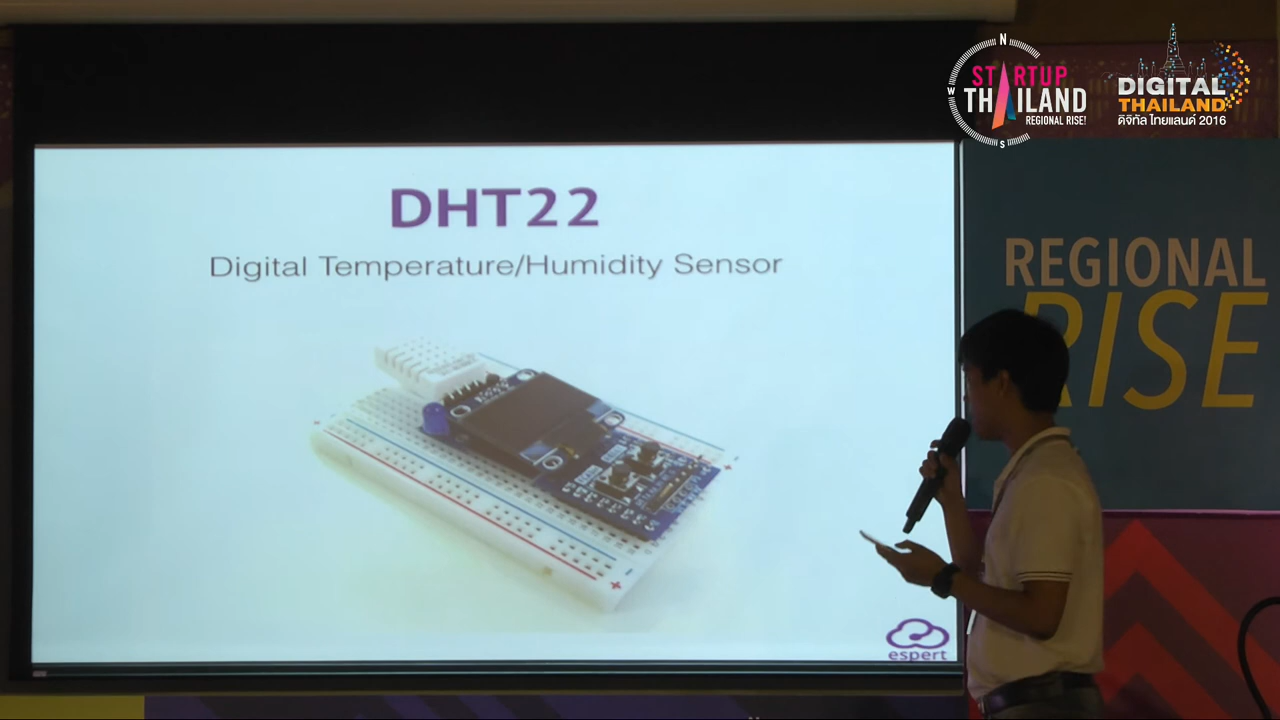 N
W
S
STARTUP
THAILAND
REGIONAL RISE!
DIGITAL
THAILAND
ดิจิทัล ไทยแลนด์ 2016
DHT22
Digital Temperature/Humidity Sensor
espert
REGIONAL
RISE